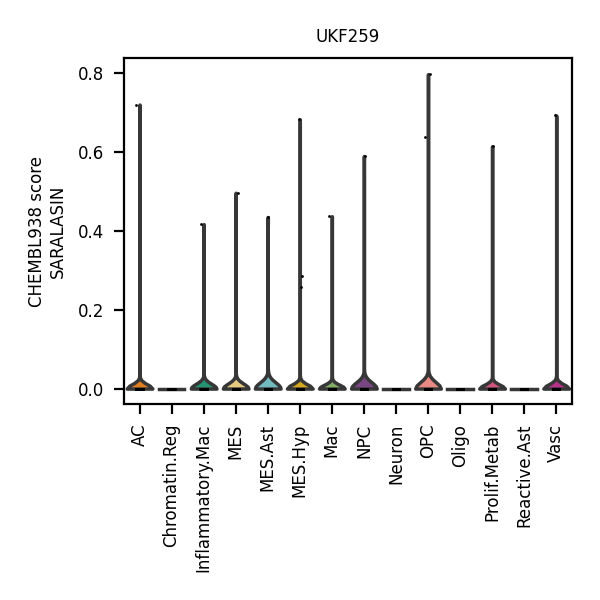 UKF259
CHEMBL938 score
SARALASIN
0.8
0.6
0.4
0.2
0.0
AC
Chromatin.Reg
Inflammatory.Mac
MES
MES.Ast
MES.Hyp
Mac
NPC
Neuron
OPC
Oligo
Prolif.Metab
Reactive.Ast
Vasc